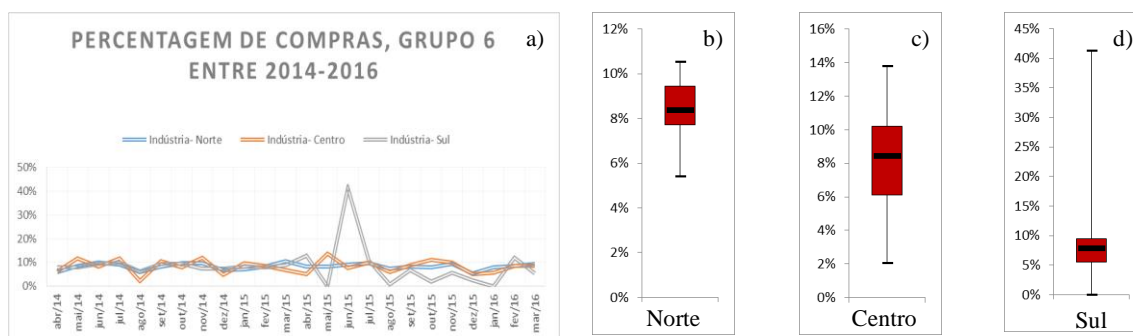 PERCENTAGEM DE COMPRAS, GRUPO 6
ENTRE 2014-2016
a)
Indústria- Norte
Indústria- Centro
Indústria- Sul
50%
40%
30%
20%
10%
0%
abr/14
mai/14
jun/14
jul/14
ago/14
set/14
out/14
nov/14
dez/14
jan/15
fev/15
mar/15
abr/15
mai/15
jun/15
jul/15
ago/15
set/15
out/15
nov/15
dez/15
jan/16
fev/16
mar/16
b)
12%
10%
8%
6%
4%
2%
0%
Norte
c)
16%
14%
12%
10%
8%
6%
4%
2%
0%
Centro
d)
45%
40%
35%
30%
25%
20%
15%
10%
5%
0%
Sul